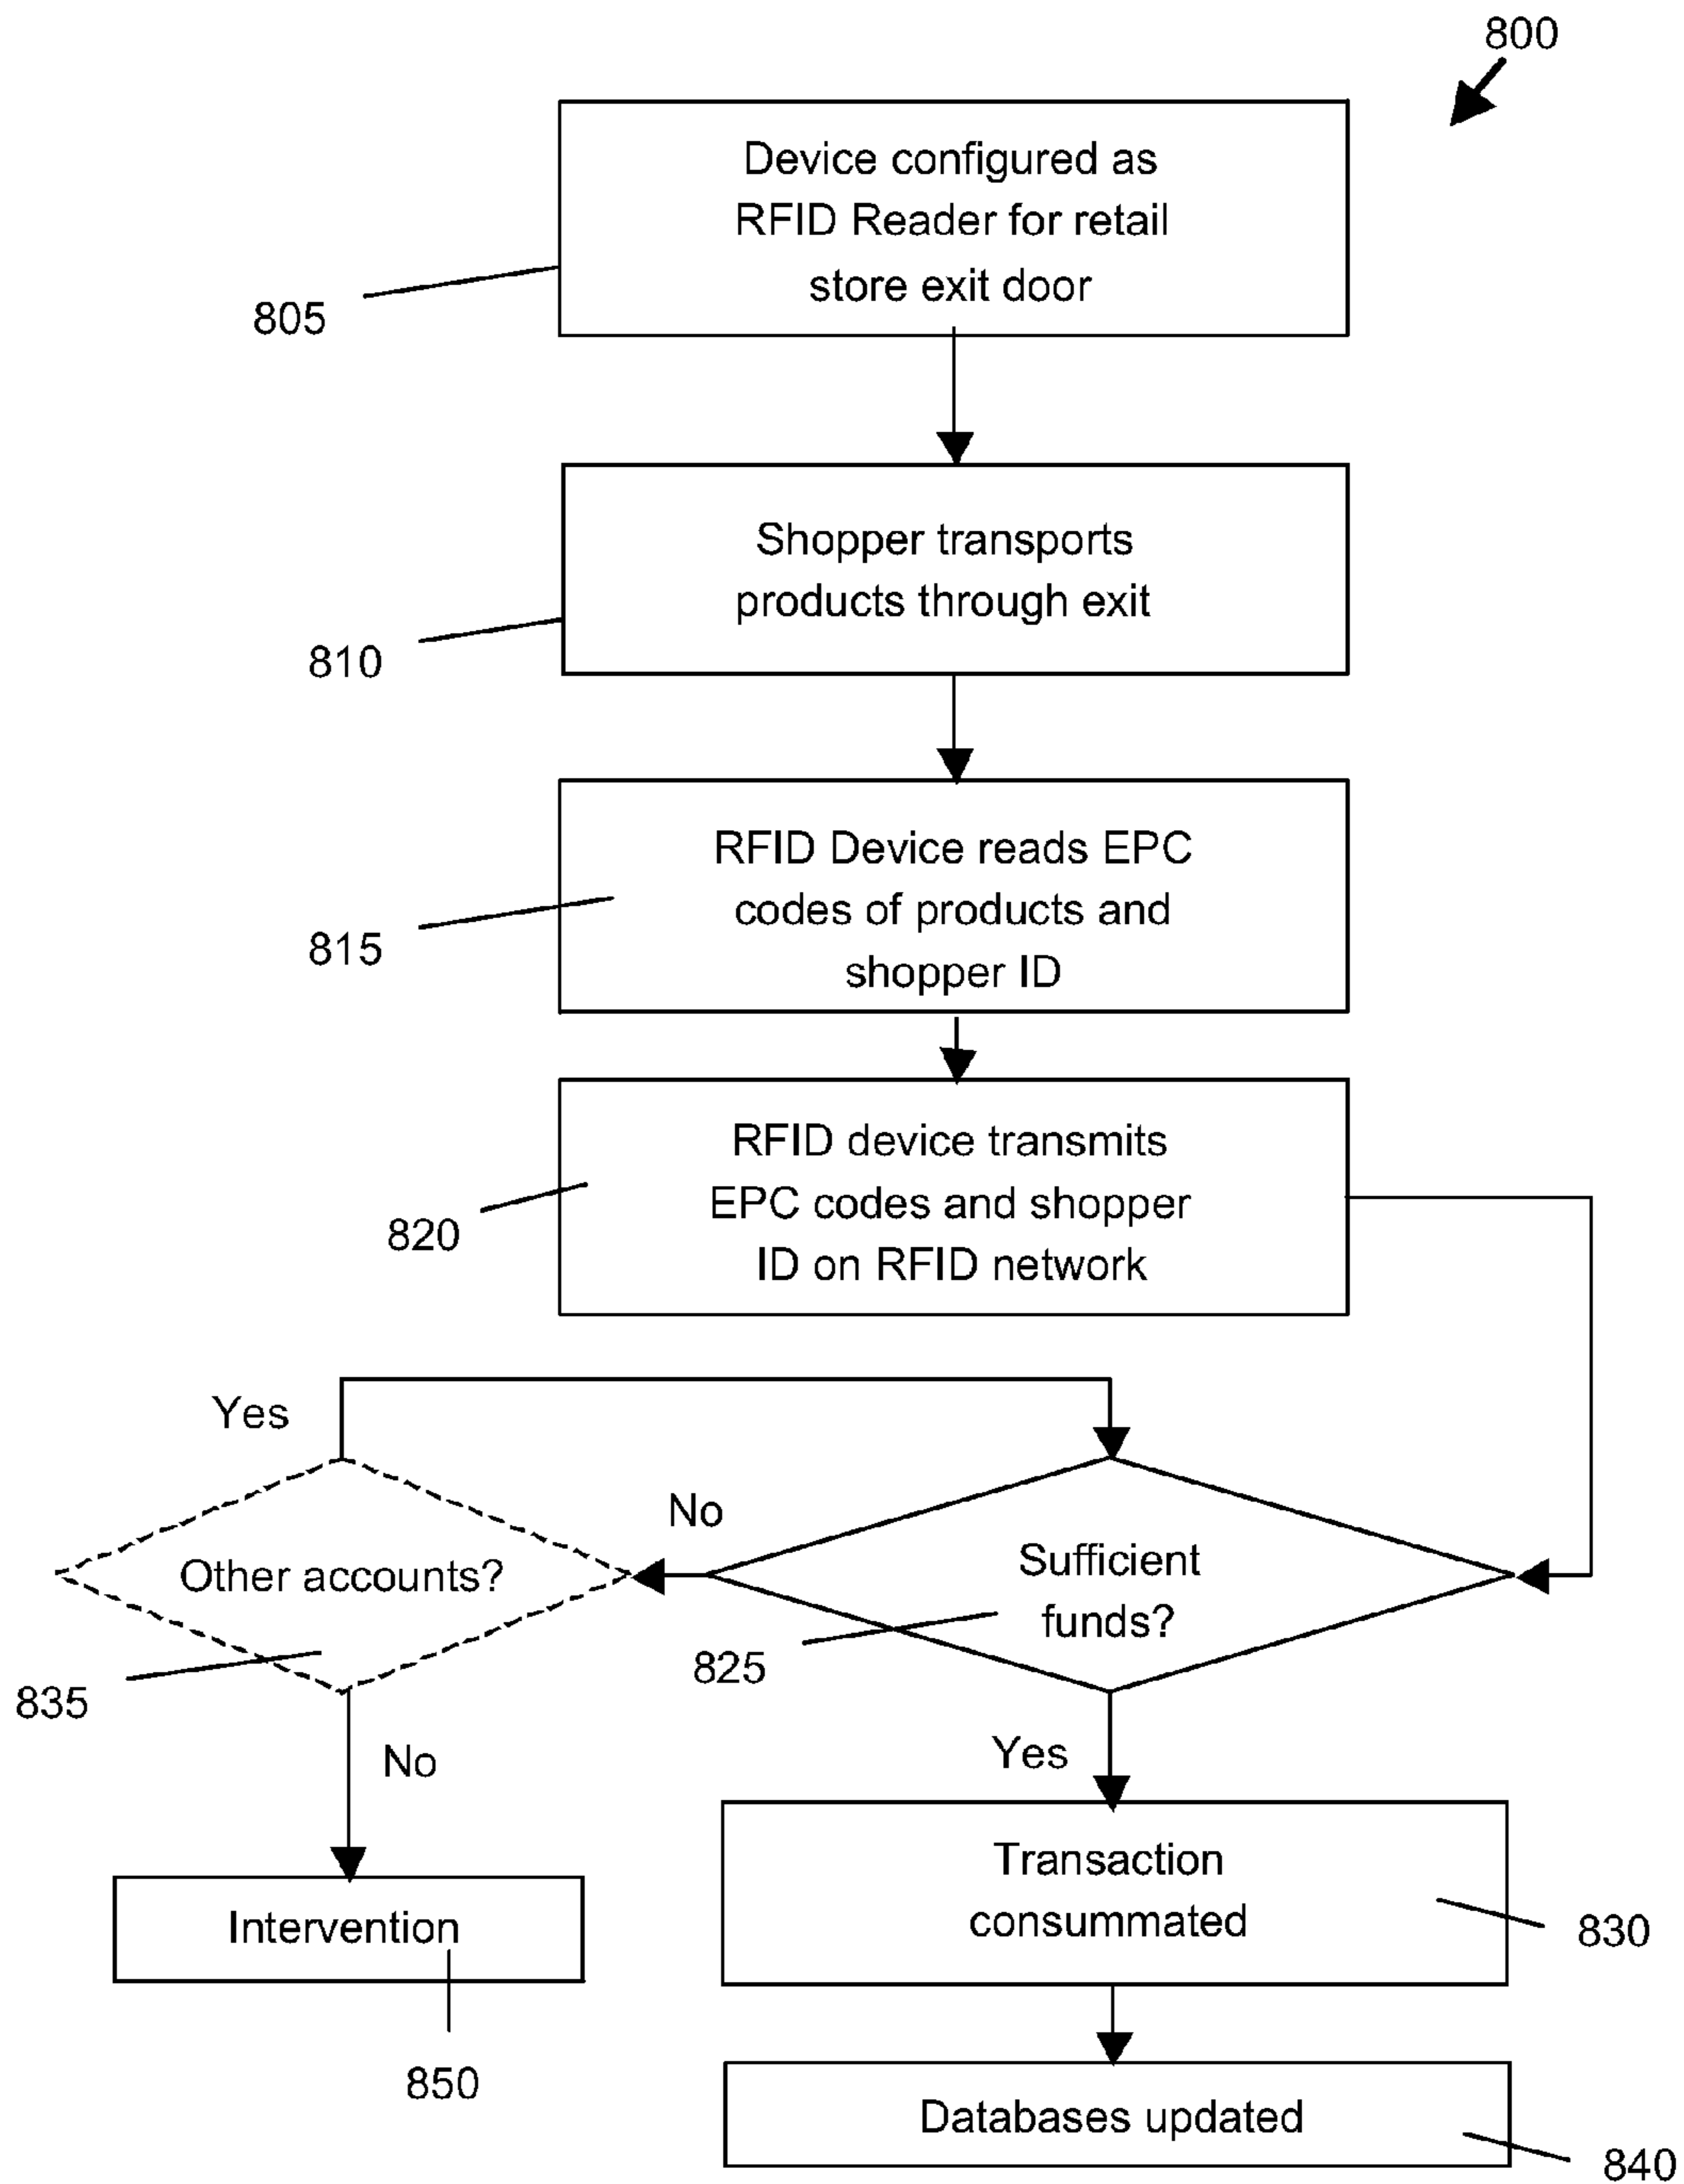 800
Device configured as
RFID Reader for retail
store exit door
805
Shopper transports
products through exit
810
RFID Device reads EPC
codes of products and
shopper ID
815
RFID device transmits
EPC codes and shopper
ID on RFID network
820
Yes
No
Other accounts?
Sufficient
funds?
825
835
Yes
No
Transaction
consummated
830
Intervention
850
Databases updated
840